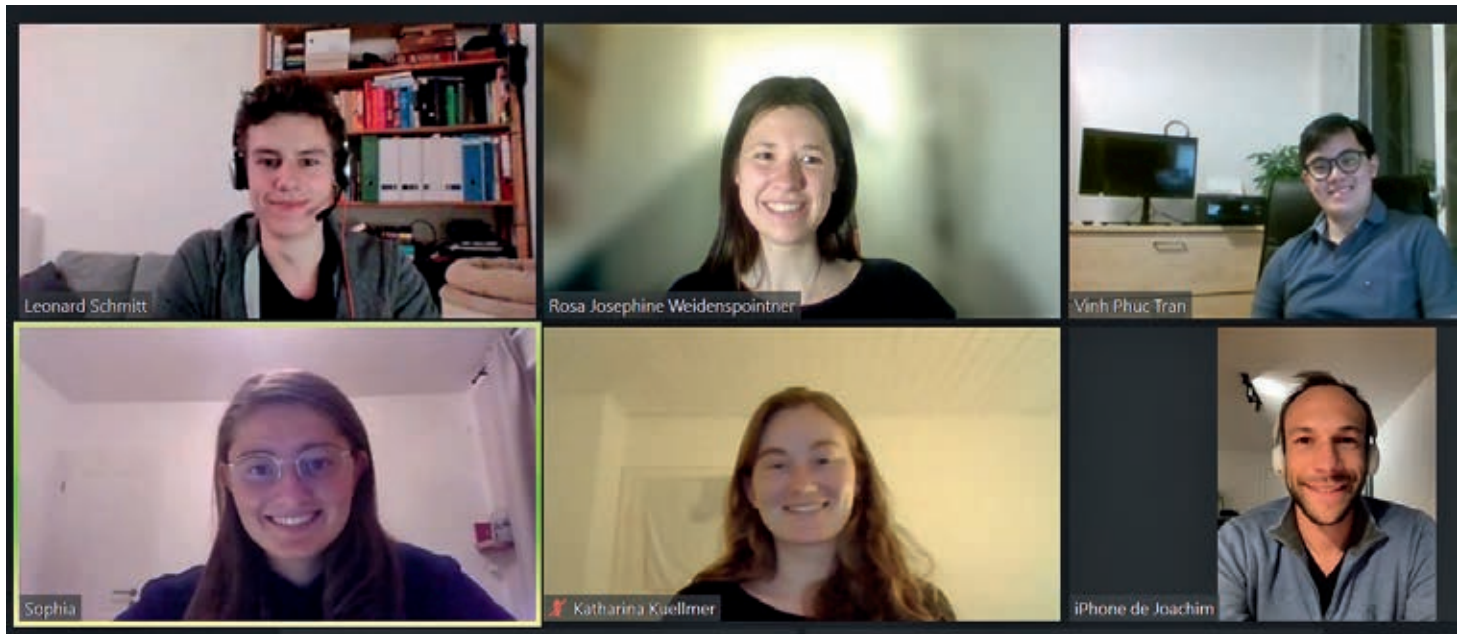 Leonard Schmitt
Rosa Josephine Weidenspointner
Vinh Phuc Tran
Sophia
Katharina Kuellmer
iPhone de Joachim